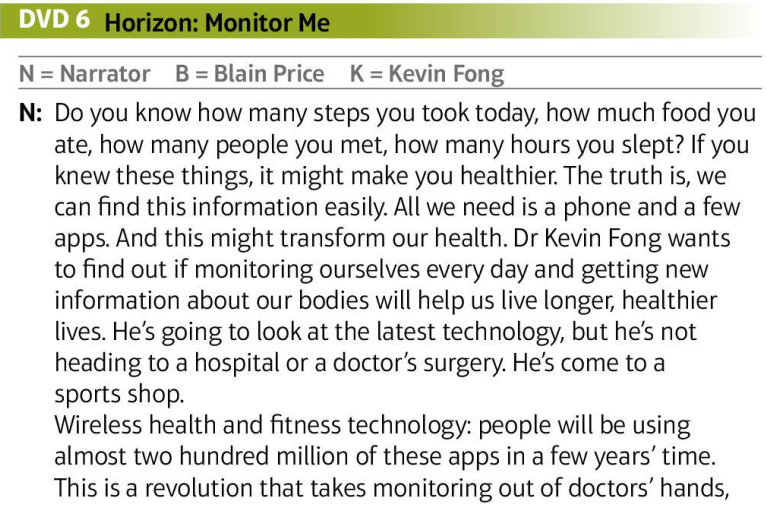 DVD 6 Horizon: Monitor Me
N = Narrator B = Blain Price K = Kevin Fong
N: Do you know how many steps you took today, how much food you
ate, how many people you met, how many hours you slept? If you
knew these things, it might make you healthier. The truth is, we
can find this information easily. All we need is a phone and a few
apps. And this might transform our health. Dr Kevin Fong wants
to find out if monitoring ourselves every day and getting new
information about our bodies will help us live longer, healthier
lives. He’s going to look at the latest technology, but he’s not
heading to a hospital or a doctor’s surgery. He’s come to a
sports shop.
Wireless health and fitness technology: people will be using
almost two hundred million of these apps in a few years’ time.
This is a revolution that takes monitoring out of doctors’ hands,